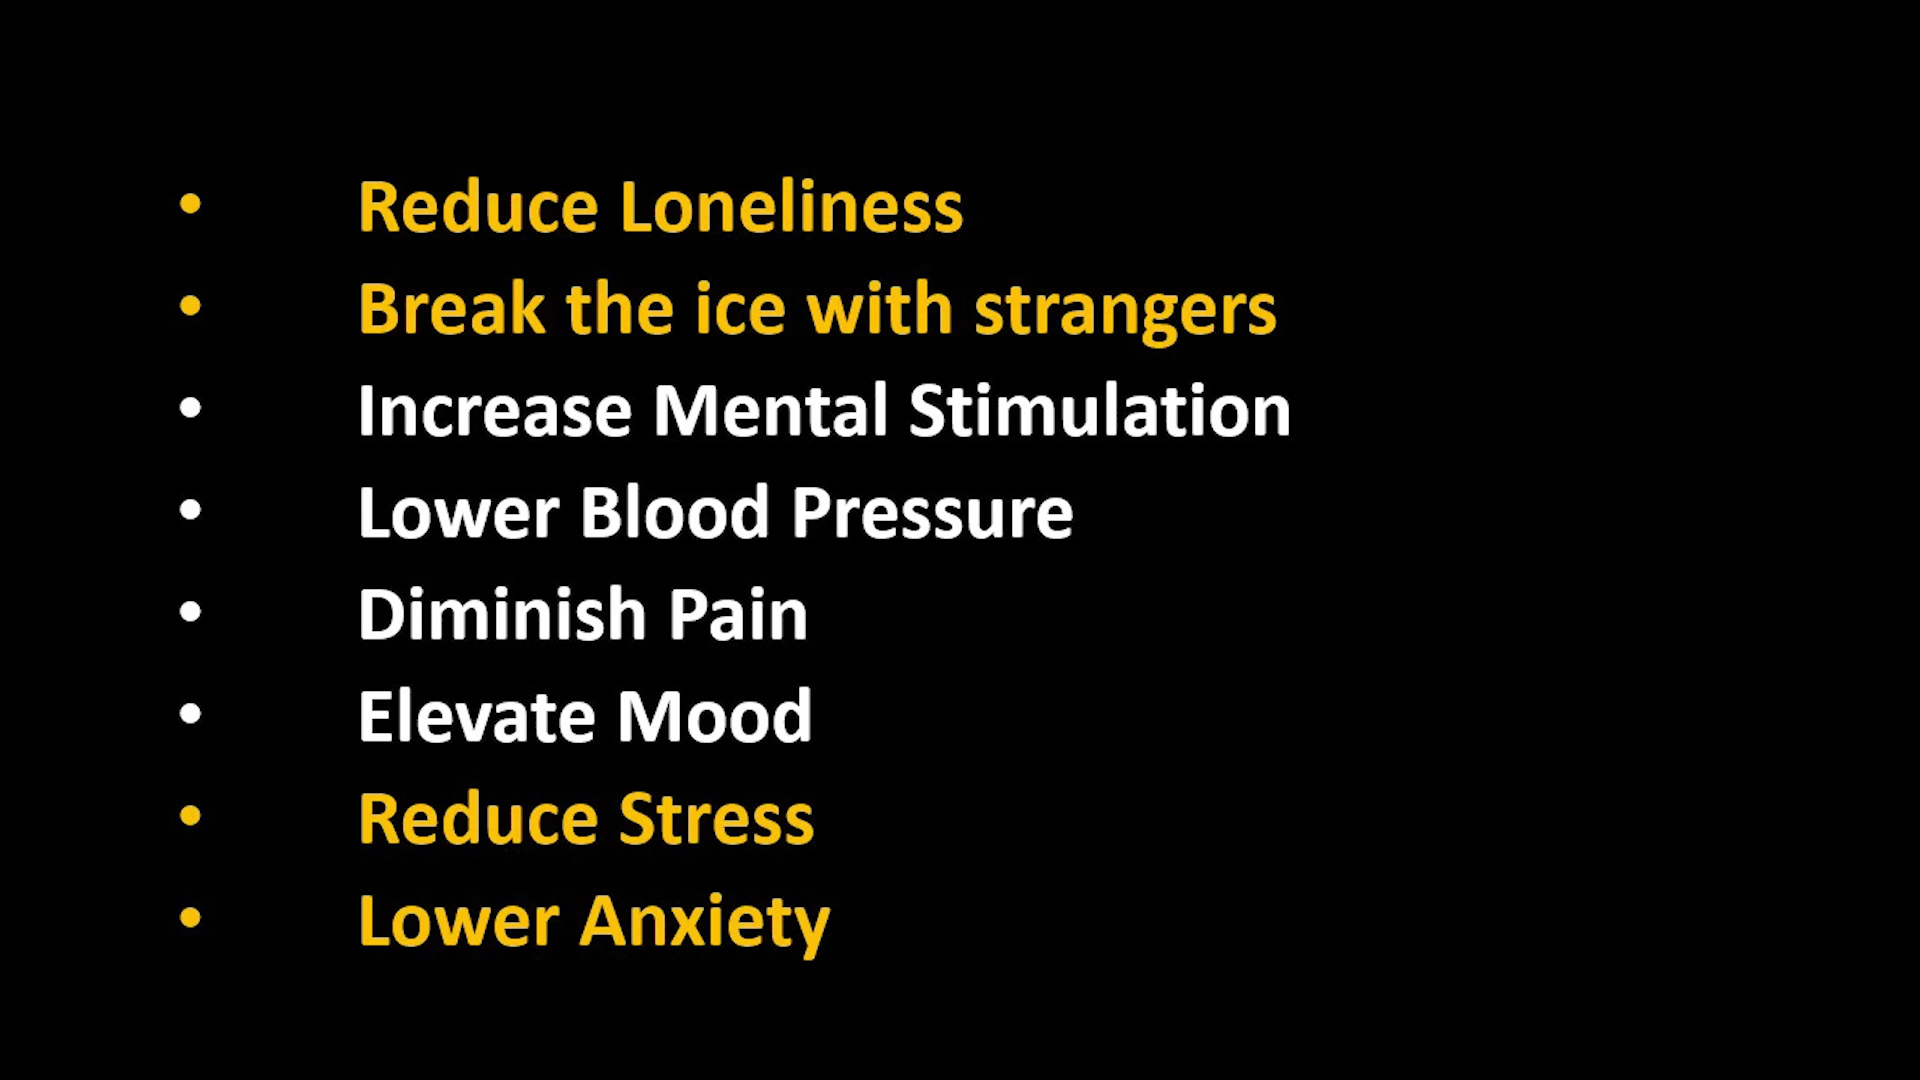 • Reduce Loneliness
• Break the ice with strangers
• Increase Mental Stimulation
• Lower Blood Pressure
• Diminish Pain
• Elevate Mood
• Reduce Stress
• Lower Anxiety